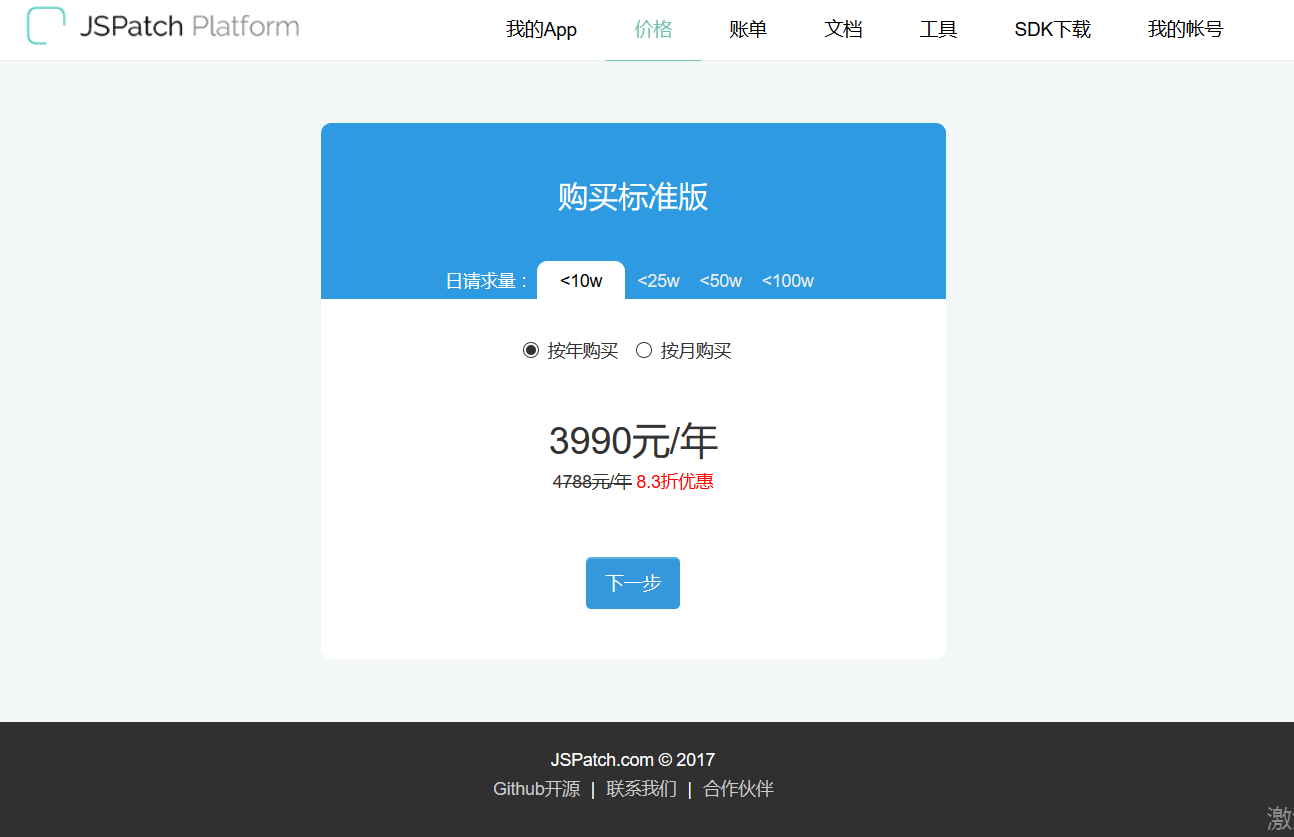 JSPatch Platform 我的App 价格 账单 文档 工具 SDK下载 我的帐号
购买标准版
日请求量： <10w <25w <50w <100w
按年购买 按月购买
3990元/年
4788元/年 8.3折优惠
下一步
JSPatch.com © 2017
Github开源 | 联系我们 | 合作伙伴
激